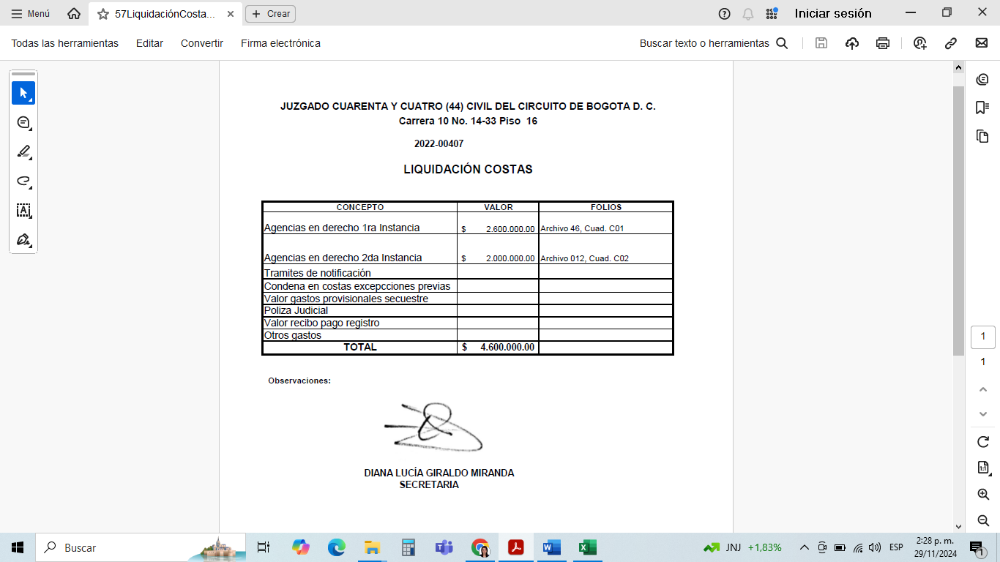 Menú
57LiquidaciónCosta...
Crear
Iniciar sesión
Todas las herramientas
Editar
Convertir
Firma electrónica
Buscar texto o herramientas
JUZGADO CUARENTA Y CUATRO (44) CIVIL DEL CIRCUITO DE BOGOTA D. C.
Carrera 10 No. 14-33 Piso 16
2022-00407
LIQUIDACIÓN COSTAS
CONCEPTO VALOR FOLIOS
Agencias en derecho 1ra Instancia $ 2.600.000.00 Archivo 46, Cuad. C01
Agencias en derecho 2da Instancia $ 2.000.000.00 Archivo 012, Cuad. C02
Tramites de notificación
Condena en costas excepcciones previas
Valor gastos provisionales secuestre
Poliza Judicial
Valor recibo pago registro
Otros gastos
TOTAL $ 4.600.000.00
Observaciones:
DIANA LUCÍA GIRALDO MIRANDA
SECRETARIA
1
1
1:1
Buscar
JNJ +1,83%
ESP
2:28 p. m.
29/11/2024
1